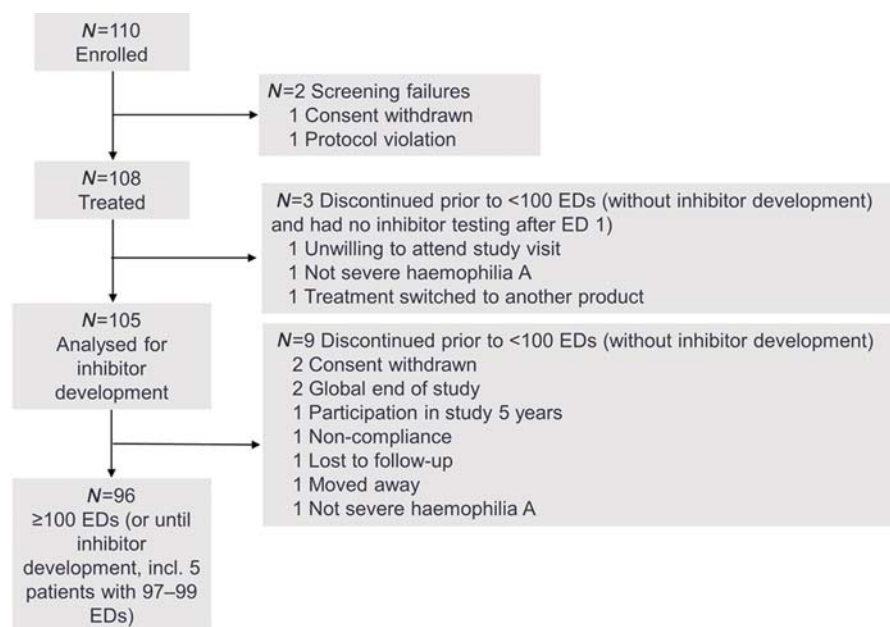 N=110
Enrolled
N=2 Screening failures
1 Consent withdrawn
1 Protocol violation
N=108
Treated
N=3 Discontinued prior to <100 EDs (without inhibitor development)
and had no inhibitor testing after ED 1)
1 Unwilling to attend study visit
1 Not severe haemophilia A
1 Treatment switched to another product
N=105
Analysed for
inhibitor
development
N=9 Discontinued prior to <100 EDs (without inhibitor development)
2 Consent withdrawn
2 Global end of study
1 Participation in study 5 years
1 Non-compliance
1 Lost to follow-up
1 Moved away
1 Not severe haemophilia A
N=96
≥100 EDs (or until
inhibitor
development, incl. 5
patients with 97–99
EDs)